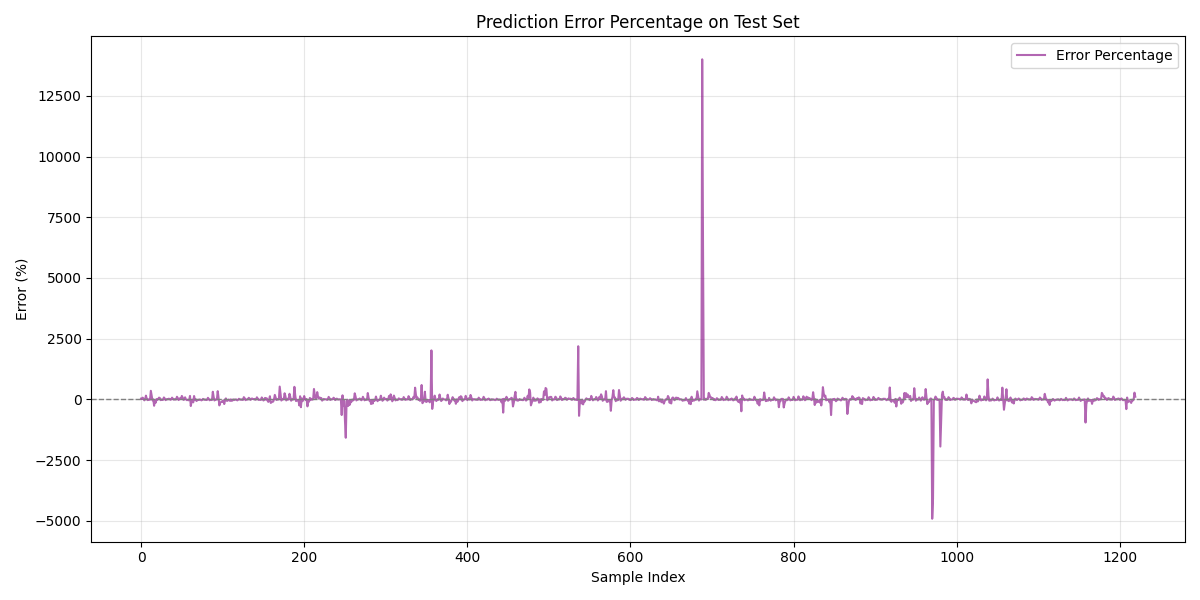 Prediction Error Percentage on Test Set
Error Percentage
12500
10000
7500
5000
2500
0
−2500
−5000
Error (%)
0 200 400 600 800 1000 1200
Sample Index